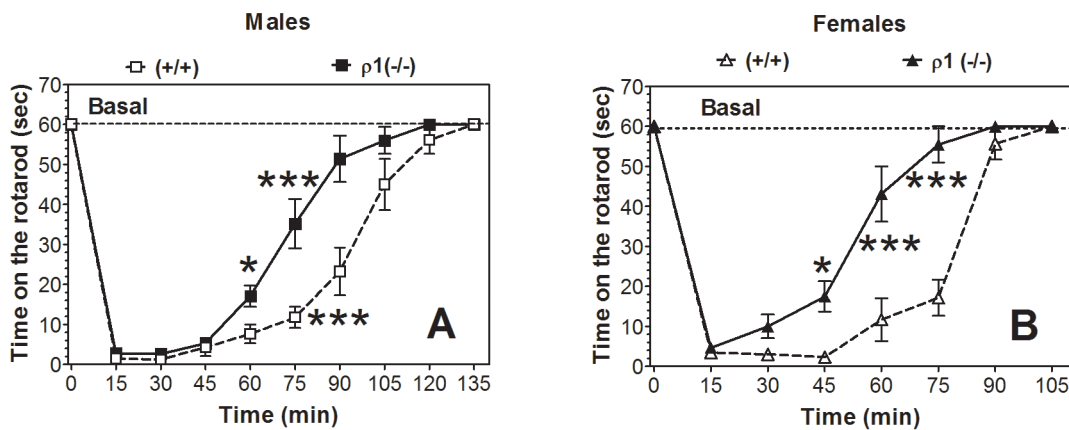 Males
(+/+) ρ1(-/-)
Time on the rotarod (sec)
70
60
50
40
30
20
10
0
Basal
***
*
***
A
0 15 30 45 60 75 90 105 120 135
Time (min)
Females
(+/+) ρ1 (-/-)
Time on the rotarod (sec)
70
60
50
40
30
20
10
0
Basal
***
***
*
B
0 15 30 45 60 75 90 105
Time (min)